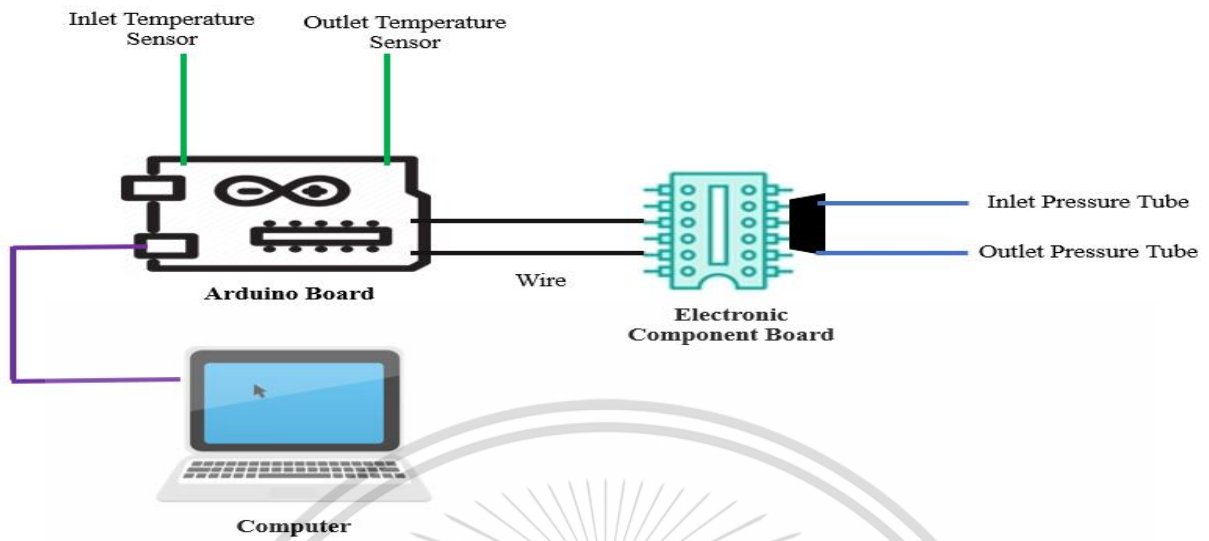 Inlet Temperature
Sensor
Outlet Temperature
Sensor
Inlet Pressure Tube
Outlet Pressure Tube
Wire
Arduino Board
Electronic
Component Board
Computer